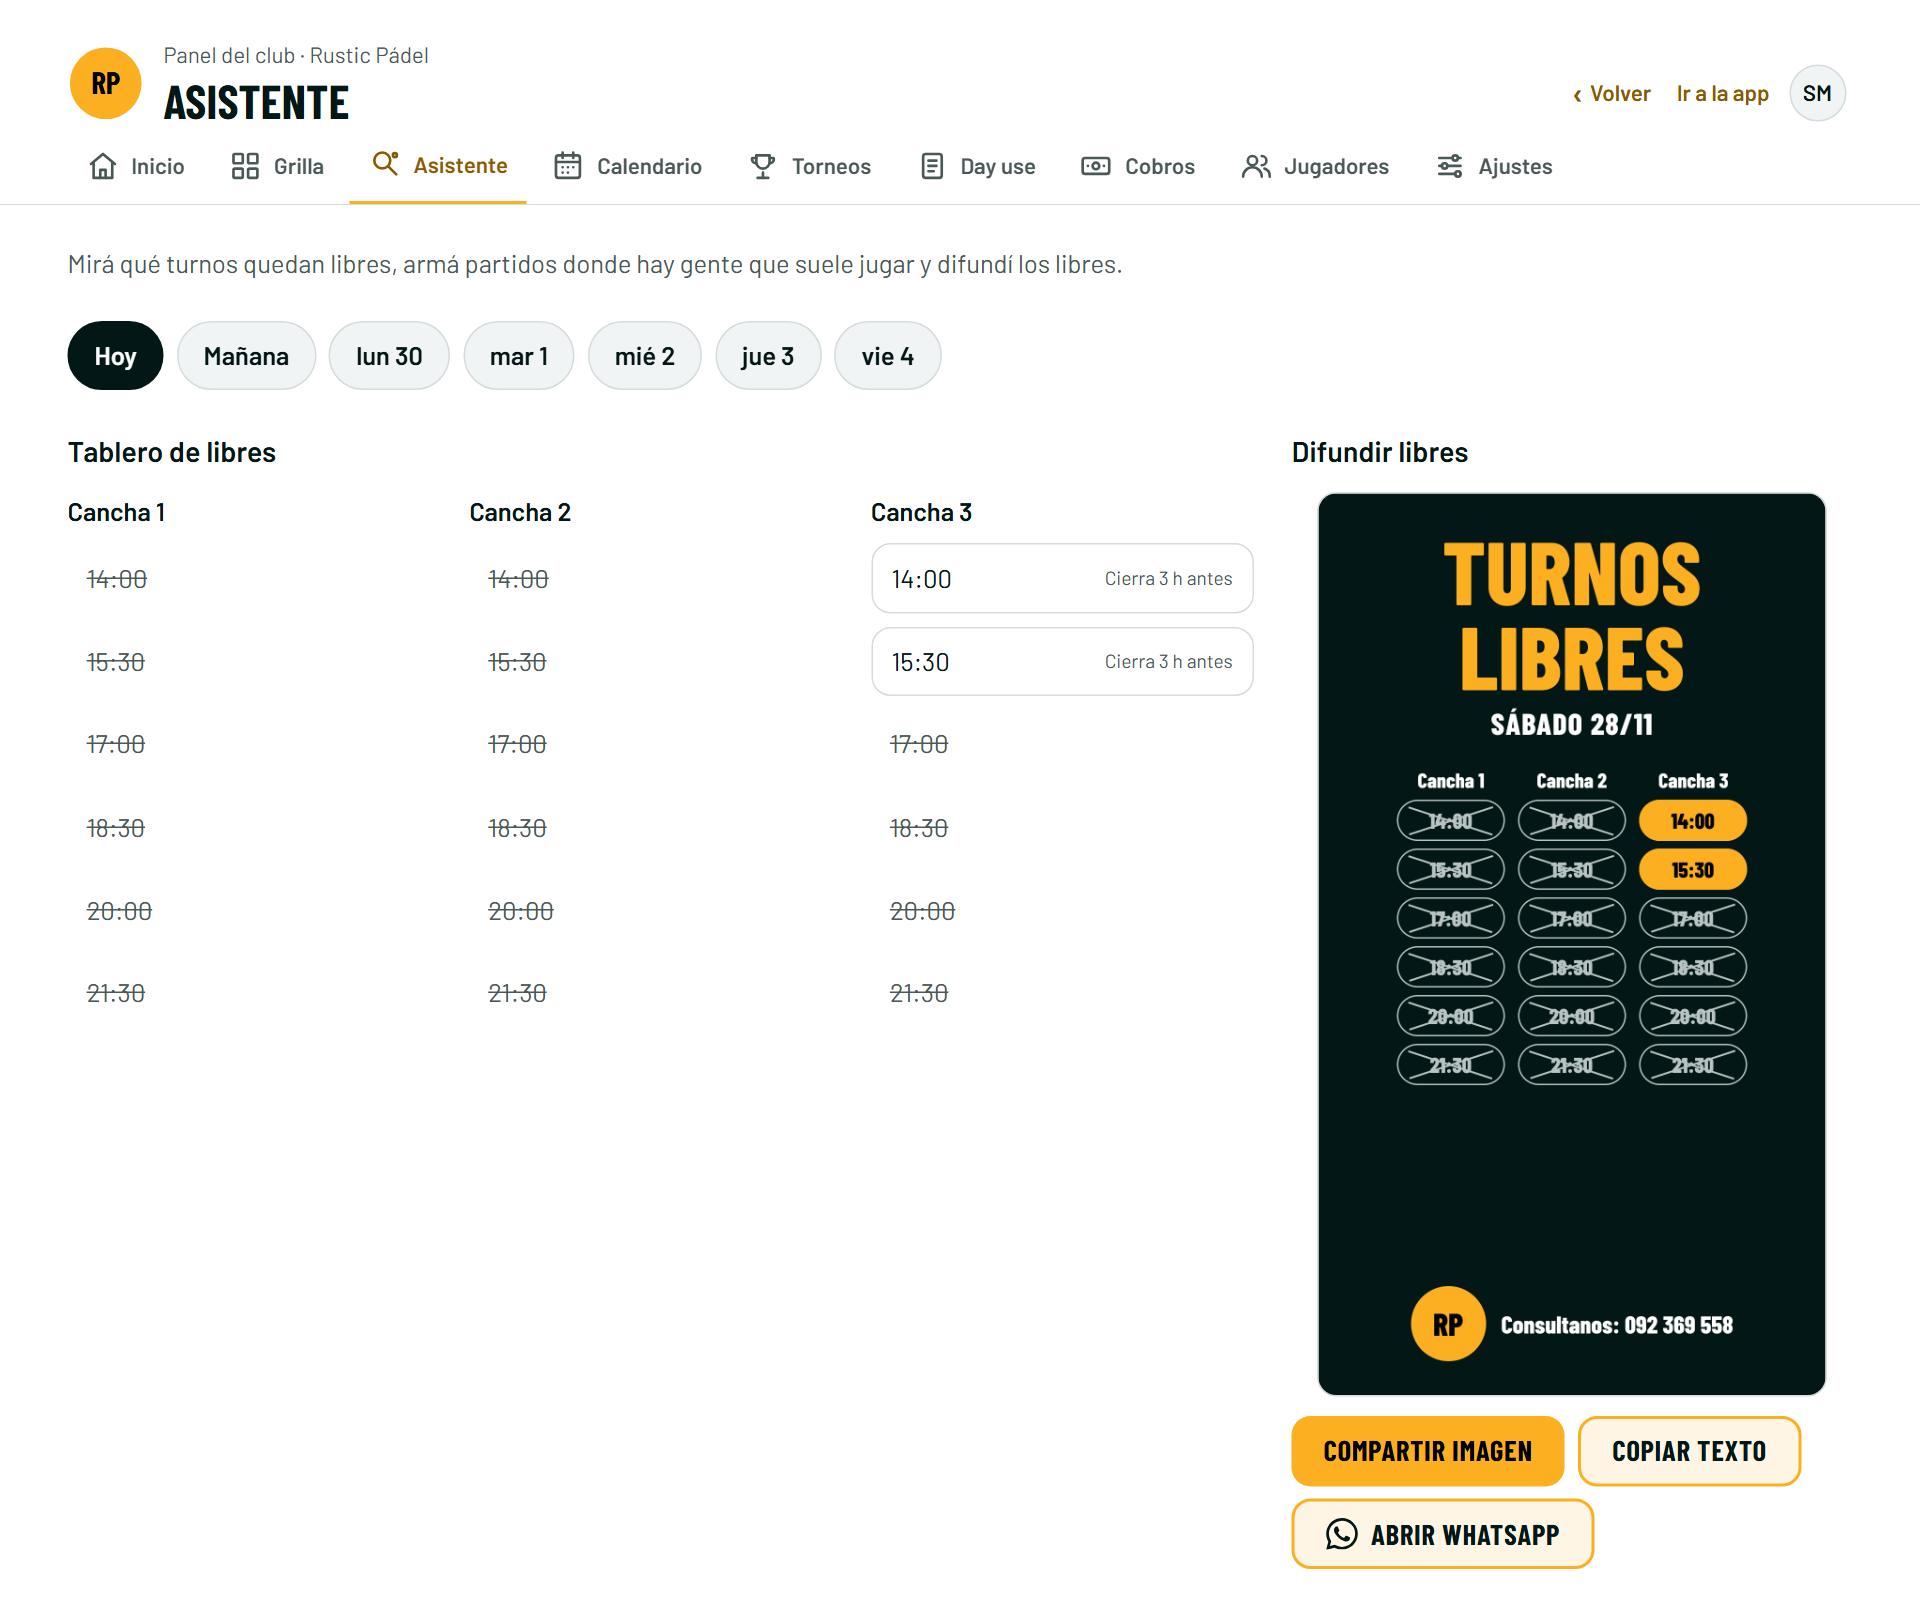 RP
Panel del club · Rustic Pádel
ASISTENTE
‹ Volver
Ir a la app
SM
Inicio
Grilla
Asistente
Calendario
Torneos
Day use
Cobros
Jugadores
Ajustes
Mirá qué turnos quedan libres, armá partidos donde hay gente que suele jugar y difundí los libres.
Hoy
Mañana
lun 30
mar 1
mié 2
jue 3
vie 4
Tablero de libres
Cancha 1
14:00
15:30
17:00
18:30
20:00
21:30
Cancha 2
14:00
15:30
17:00
18:30
20:00
21:30
Cancha 3
14:00 Cierra 3 h antes
15:30 Cierra 3 h antes
17:00
18:30
20:00
21:30
Difundir libres
TURNOS
LIBRES
SÁBADO 28/11
Cancha 1 Cancha 2 Cancha 3
14:00 14:00 14:00
15:30 15:30 15:30
17:00 17:00 17:00
18:30 18:30 18:30
20:00 20:00 20:00
21:30 21:30 21:30
RP
Consultanos: 092 369 558
COMPARTIR IMAGEN
COPIAR TEXTO
ABRIR WHATSAPP